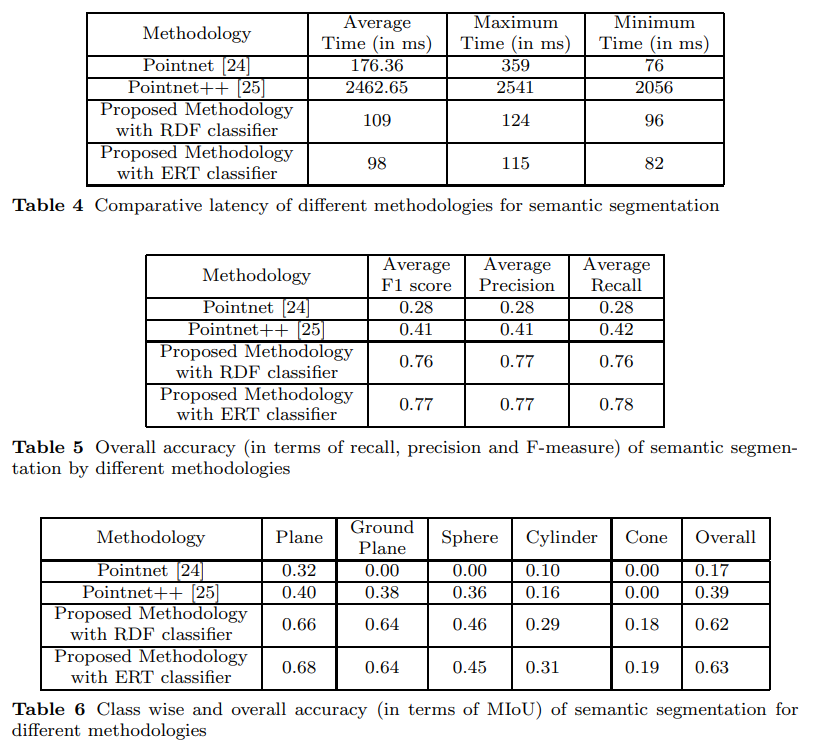 Methodology Average Time (in ms) Maximum Time (in ms) Minimum Time (in ms)
Pointnet [24] 176.36 359 76
Pointnet++ [25] 2462.65 2541 2056
Proposed Methodology with RDF classifier 109 124 96
Proposed Methodology with ERT classifier 98 115 82
Table 4 Comparative latency of different methodologies for semantic segmentation
Methodology Average F1 score Average Precision Average Recall
Pointnet [24] 0.28 0.28 0.28
Pointnet++ [25] 0.41 0.41 0.42
Proposed Methodology with RDF classifier 0.76 0.77 0.76
Proposed Methodology with ERT classifier 0.77 0.77 0.78
Table 5 Overall accuracy (in terms of recall, precision and F-measure) of semantic segmen-
tation by different methodologies
Methodology Plane Ground Plane Sphere Cylinder Cone Overall
Pointnet [24] 0.32 0.00 0.00 0.10 0.00 0.17
Pointnet++ [25] 0.40 0.38 0.36 0.16 0.00 0.39
Proposed Methodology with RDF classifier 0.66 0.64 0.46 0.29 0.18 0.62
Proposed Methodology with ERT classifier 0.68 0.64 0.45 0.31 0.19 0.63
Table 6 Class wise and overall accuracy (in terms of MIoU) of semantic segmentation for
different methodologies